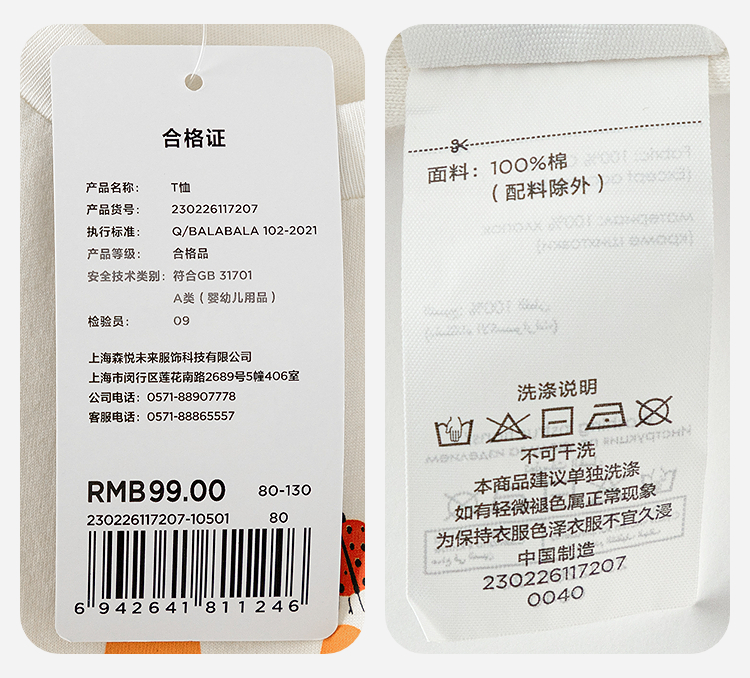 合格证
产品名称： T恤
产品货号： 230226117207
执行标准： Q/BALABALA 102-2021
产品等级： 合格品
安全技术类别： 符合GB 31701
A类（婴幼儿用品）
检验员： 09
上海森悦未来服饰科技有限公司
上海市闵行区莲花南路2689号5幢406室
公司电话：0571-88907778
客服电话：0571-88865557
RMB99.00 80-130
230226117207-10501 80
6 942641 811246
面料：100%棉
（配料除外）
洗涤说明
不可干洗
本商品建议单独洗涤
如有轻微褪色属正常现象
为保持衣服色泽衣服不宜久浸
中国制造
230226117207
0040